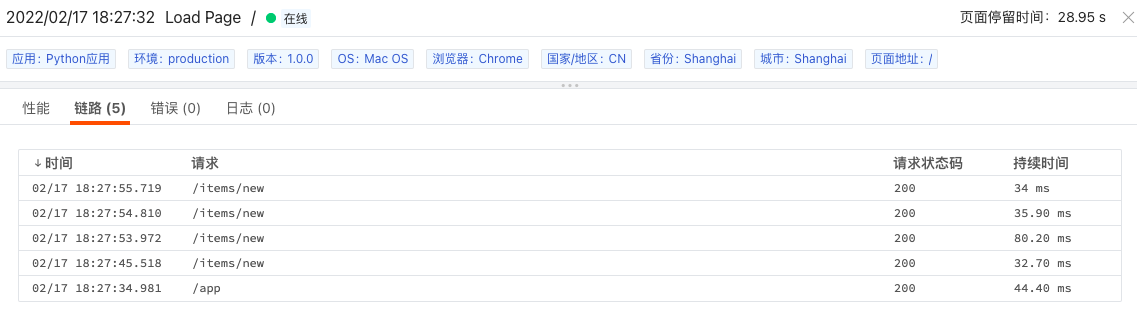 2022/02/17 18:27:32 Load Page / 在线 页面停留时间：28.95 s
应用：Python应用 环境：production 版本：1.0.0 OS：Mac OS 浏览器：Chrome 国家/地区：CN 省份：Shanghai 城市：Shanghai 页面地址：/
性能 链路 (5) 错误 (0) 日志 (0)
↓时间 请求 请求状态码 持续时间
02/17 18:27:55.719 /items/new 200 34 ms
02/17 18:27:54.810 /items/new 200 35.90 ms
02/17 18:27:53.972 /items/new 200 80.20 ms
02/17 18:27:45.518 /items/new 200 32.70 ms
02/17 18:27:34.981 /app 200 44.40 ms